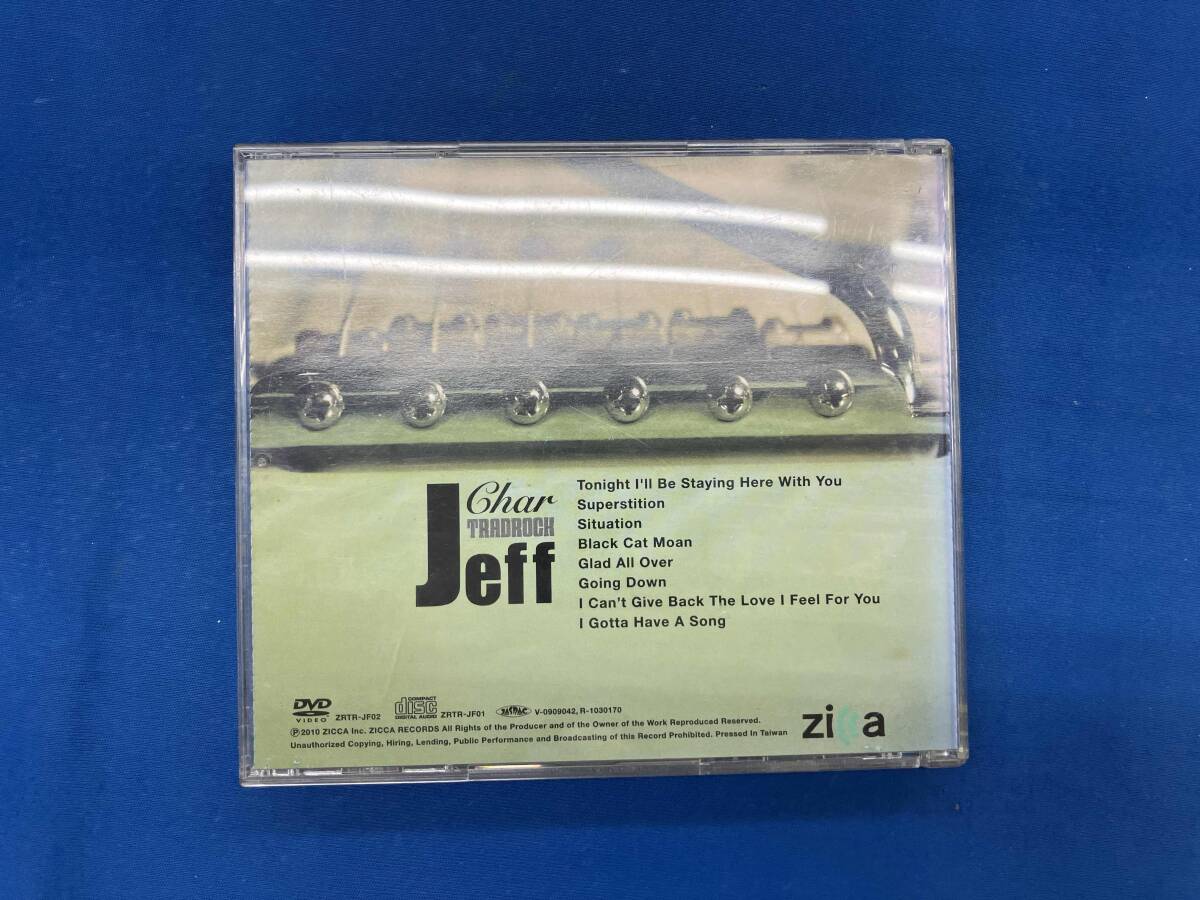 Char
TRADROCK
Jeff
Tonight I'll Be Staying Here With You
Superstition
Situation
Black Cat Moan
Glad All Over
Going Down
I Can't Give Back The Love I Feel For You
I Gotta Have A Song
DVD
VIDEO
ZRTR-JF02
COMPACT
disc
DIGITAL AUDIO
ZRTR-JF01
JASRAC
V-0909042, R-1030170
Ⓟ2010 ZICCA Inc. ZICCA RECORDS All Rights of the Producer and of the Owner of the Work Reproduced Reserved.
Unauthorized Copying, Hiring, Lending, Public Performance and Broadcasting of this Record Prohibited. Pressed In Taiwan
zicca